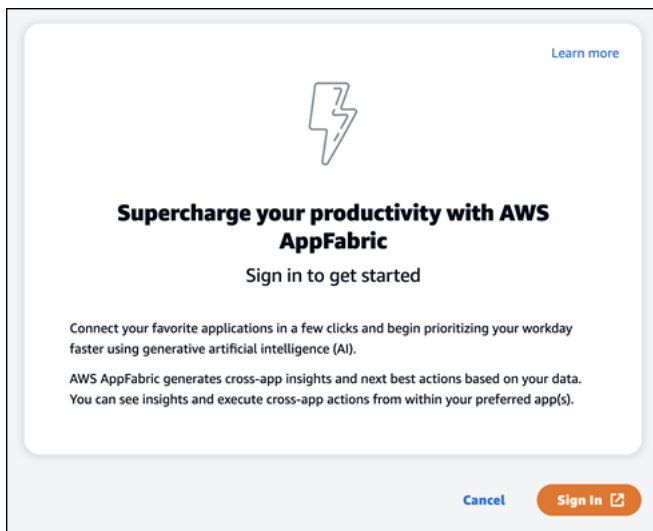 Learn more
Supercharge your productivity with AWS
AppFabric
Sign in to get started
Connect your favorite applications in a few clicks and begin prioritizing your workday
faster using generative artificial intelligence (AI).
AWS AppFabric generates cross-app insights and next best actions based on your data.
You can see insights and execute cross-app actions from within your preferred app(s).
Cancel
Sign In